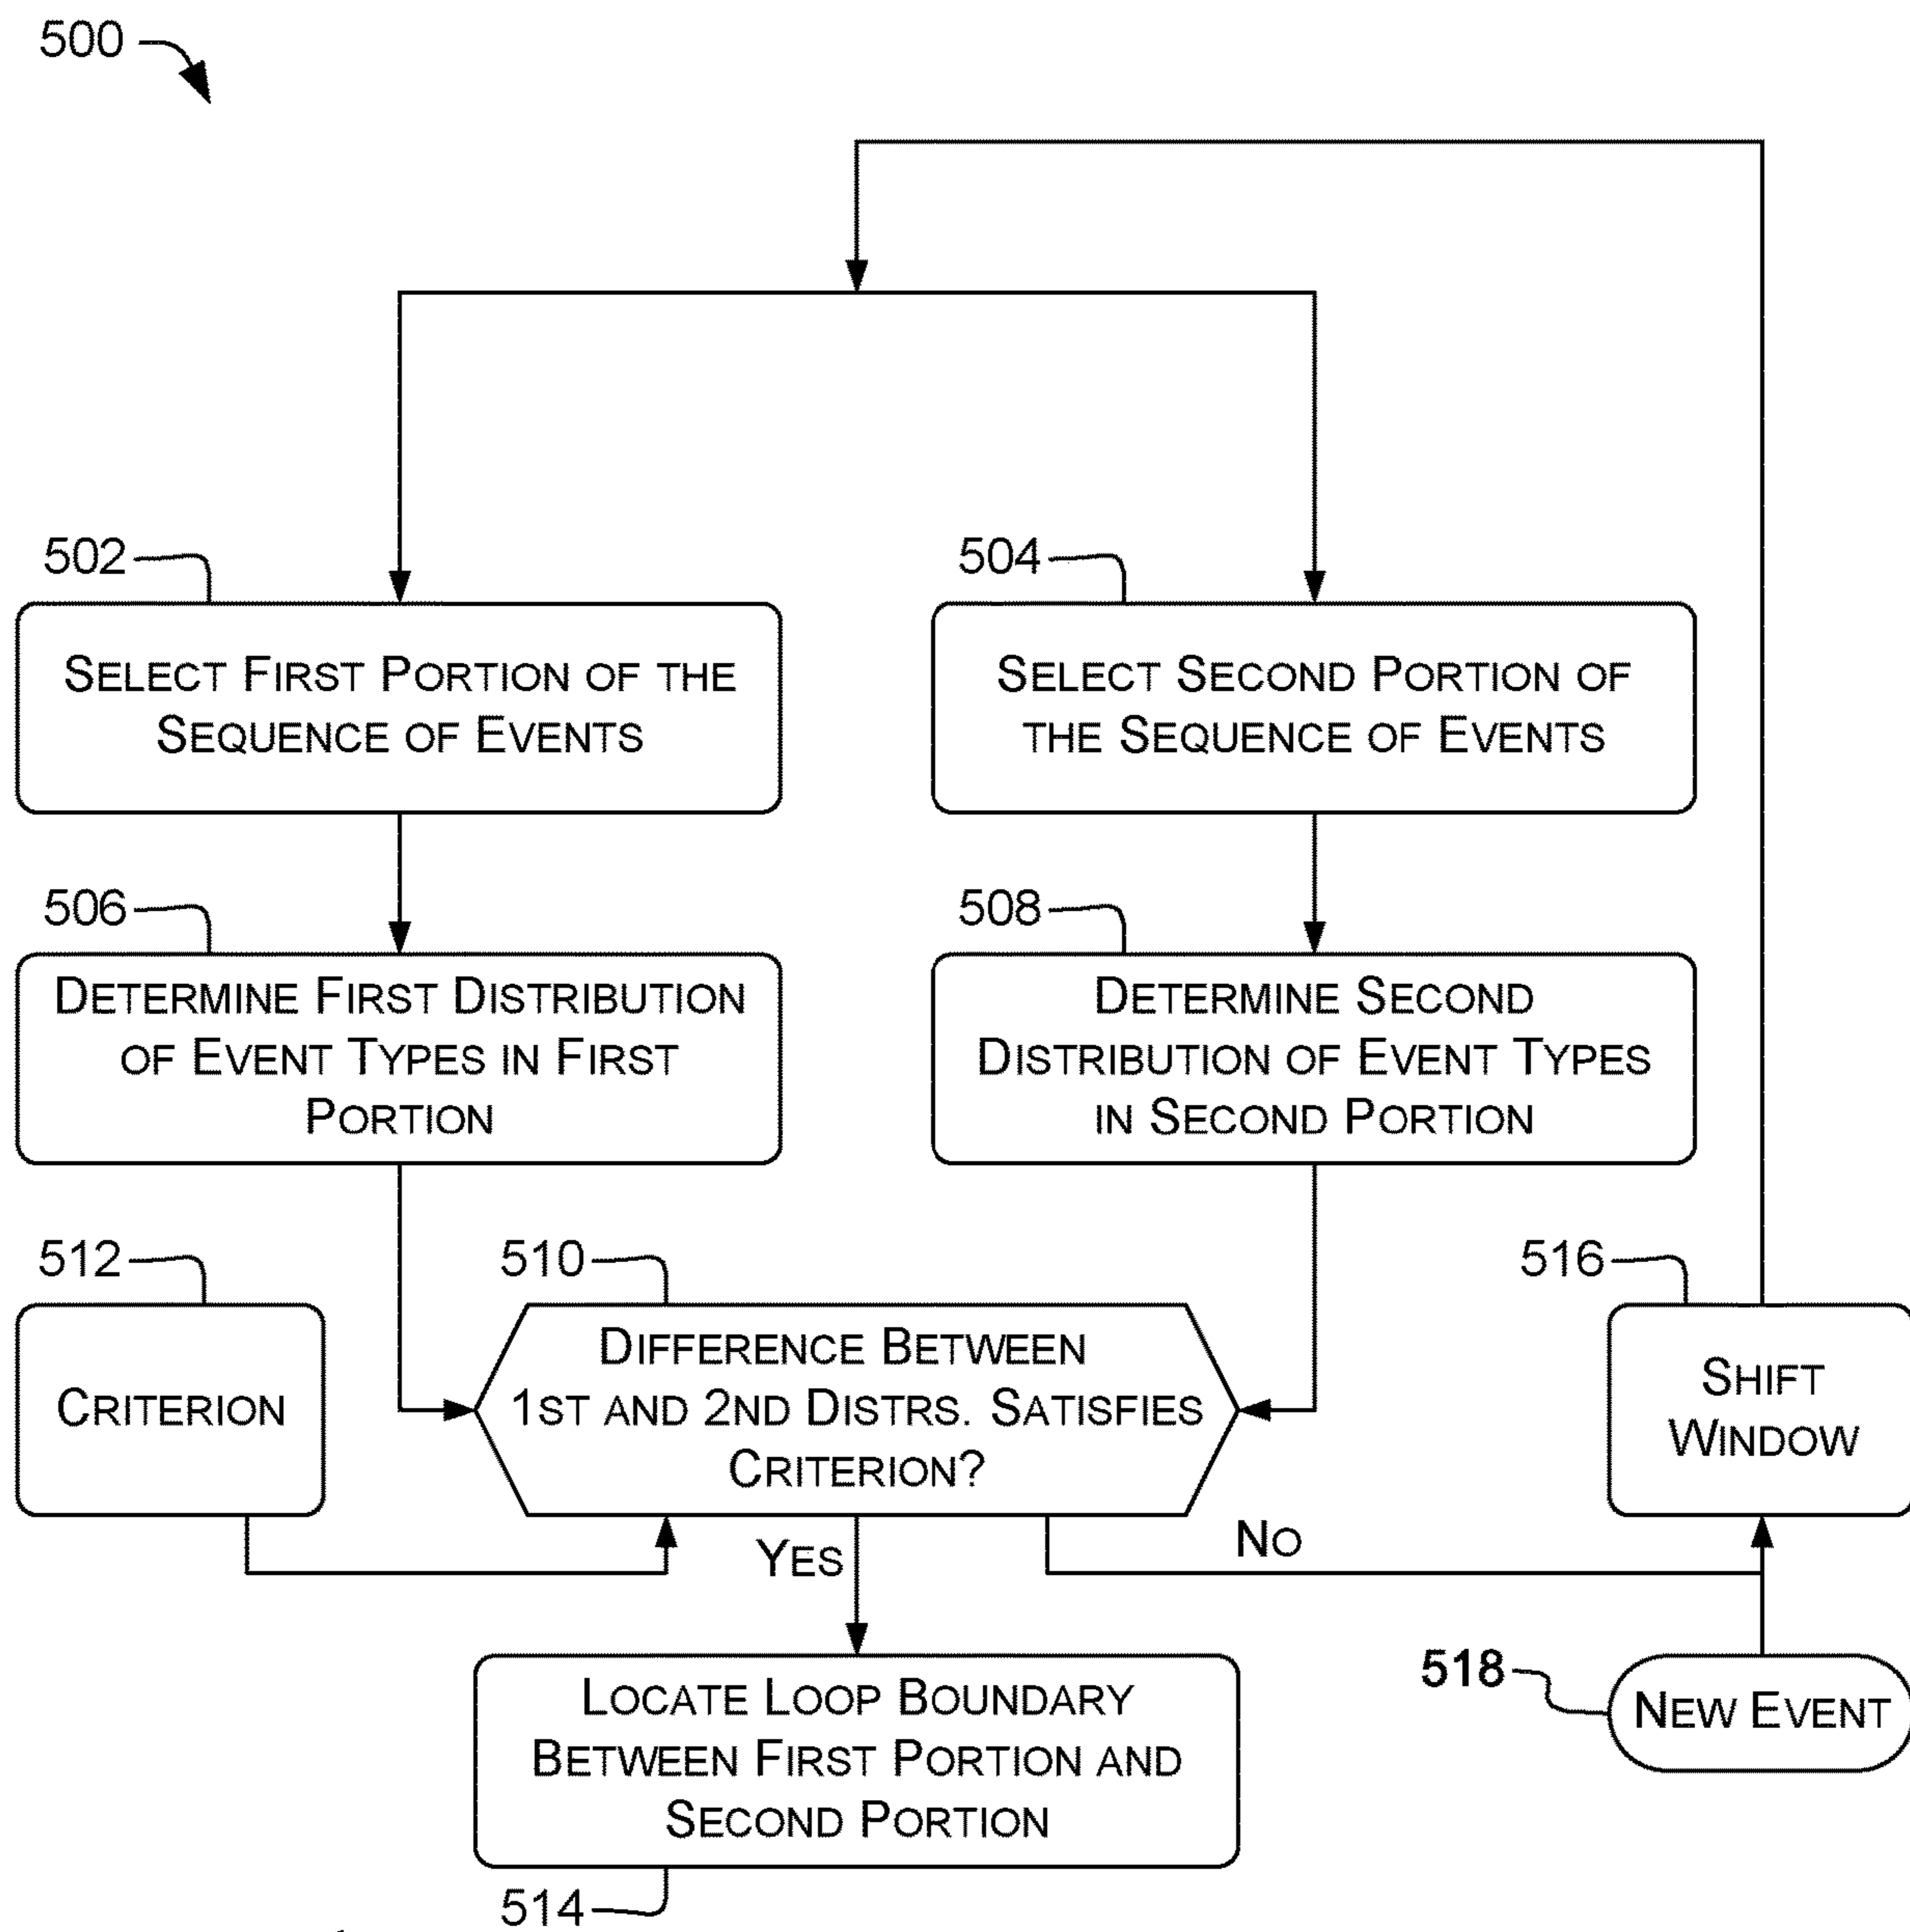 500
502
SELECT FIRST PORTION OF THE
SEQUENCE OF EVENTS
504
SELECT SECOND PORTION OF
THE SEQUENCE OF EVENTS
506
DETERMINE FIRST DISTRIBUTION
OF EVENT TYPES IN FIRST
PORTION
508
DETERMINE SECOND
DISTRIBUTION OF EVENT TYPES
IN SECOND PORTION
512
CRITERION
510
DIFFERENCE BETWEEN
1ST AND 2ND DISTRS. SATISFIES
CRITERION?
516
SHIFT
WINDOW
YES
NO
514
LOCATE LOOP BOUNDARY
BETWEEN FIRST PORTION AND
SECOND PORTION
518
NEW EVENT